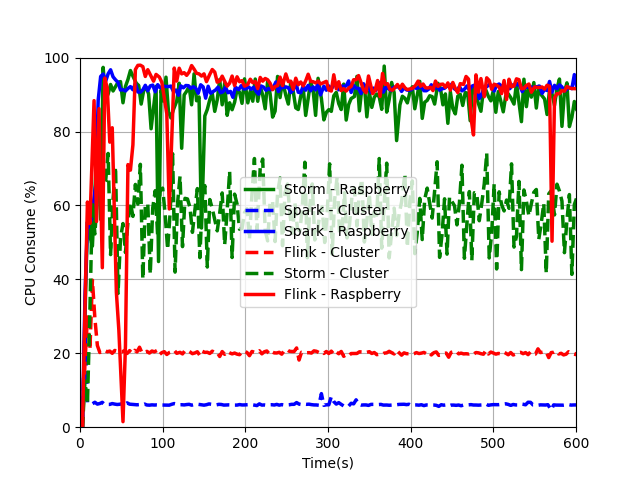 100
80
60
40
20
0
CPU Consume (%)
Storm - Raspberry
Spark - Cluster
Spark - Raspberry
Flink - Cluster
Storm - Cluster
Flink - Raspberry
0 100 200 300 400 500 600
Time(s)